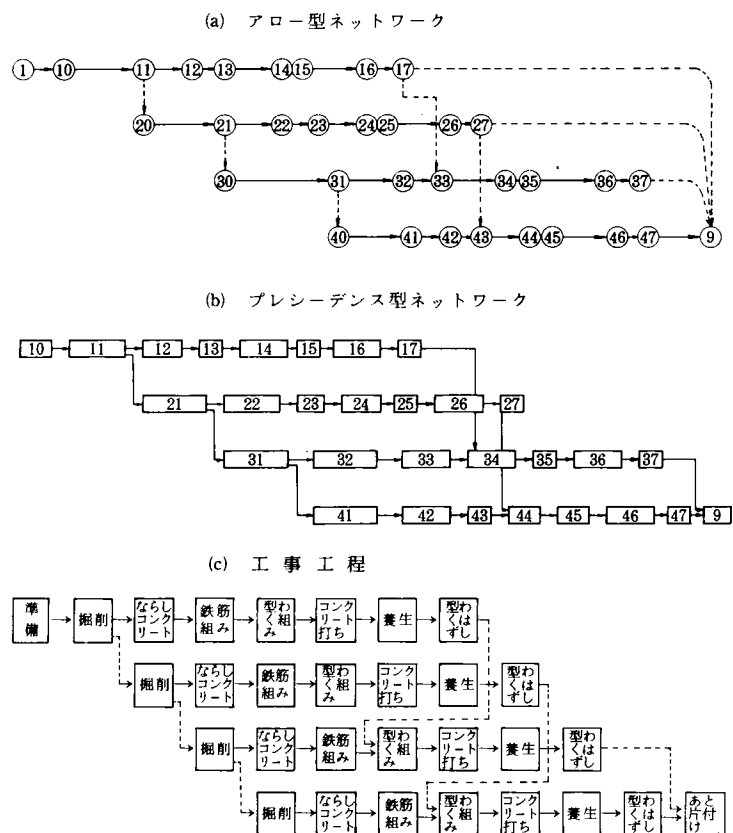 (a) アロー型ネットワーク
1 10 11 12 13 14 15 16 17
20 21 22 23 24 25 26 27
30 31 32 33 34 35 36 37
40 41 42 43 44 45 46 47 9
(b) プレシーデンス型ネットワーク
10 11 12 13 14 15 16 17
21 22 23 24 25 26 27
31 32 33 34 35 36 37
41 42 43 44 45 46 47 9
(c) 工事工程
準備
掘削
ならしコンクリート
鉄筋組み
型わく組み
コンクリート打ち
養生
型わくはずし
掘削
ならしコンクリート
鉄筋組み
型わく組み
コンクリート打ち
養生
型わくはずし
掘削
ならしコンクリート
鉄筋組み
型わく組み
コンクリート打ち
養生
型わくはずし
掘削
ならしコンクリート
鉄筋組み
型わく組み
コンクリート打ち
養生
型わくはずし
あと片付け